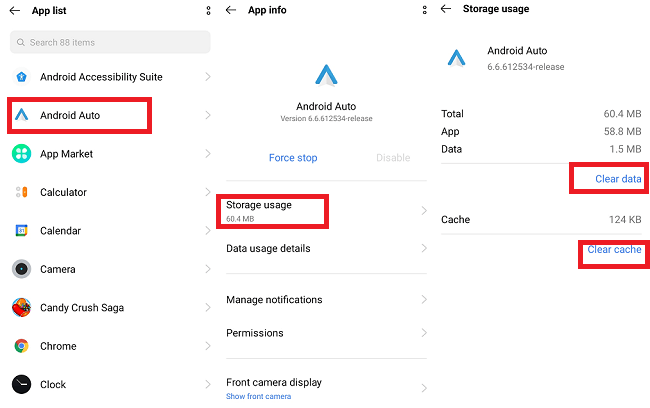 App list
Search 88 items
Android Accessibility Suite
Android Auto
App Market
Calculator
Calendar
Camera
Candy Crush Saga
Chrome
Clock
App info
Android Auto
Version 6.6.612534-release
Force stop
Disable
Storage usage
60.4 MB
Data usage details
Manage notifications
Permissions
Front camera display
Show front camera
Storage usage
Android Auto
6.6.612534-release
Total 60.4 MB
App 58.8 MB
Data 1.5 MB
Clear data
Cache 124 KB
Clear cache